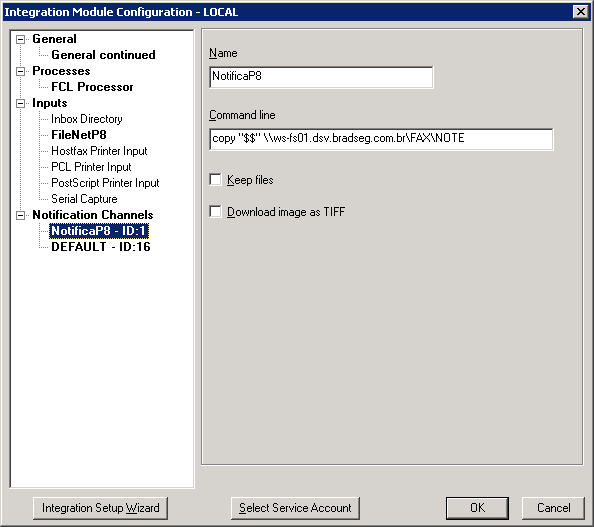 Integration Module Configuration - LOCAL
General
General continued
Processes
FCL Processor
Inputs
Inbox Directory
FileNetP8
Hostfax Printer Input
PCL Printer Input
PostScript Printer Input
Serial Capture
Notification Channels
NotificaP8 - ID:1
DEFAULT - ID:16
Name
NotificaP8
Command line
copy "$$" \\ws-fs01.dsv.bradseg.com.br\FAX\NOTE
Keep files
Download image as TIFF
Integration Setup Wizard
Select Service Account
OK
Cancel